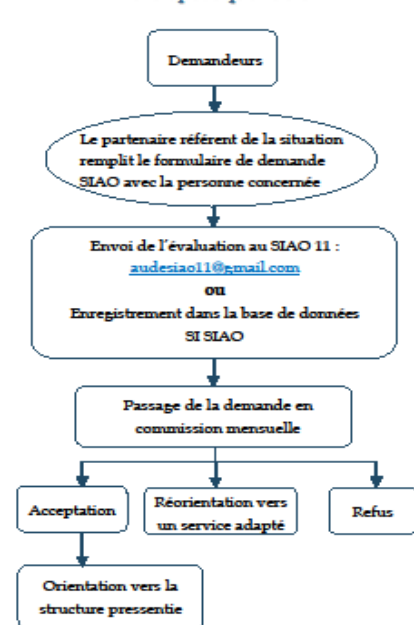 Demandeurs
Le partenaire référent de la situation
remplit le formulaire de demande
SIAO avec la personne concernée
Envoi de l'évaluation au SIAO 11 :
audesiao11@gmail.com
ou
Enregistrement dans la base de données
SI SIAO
Passage de la demande en
commission mensuelle
Acceptation
Réorientation vers
un service adapté
Refus
Orientation vers la
structure pressentie